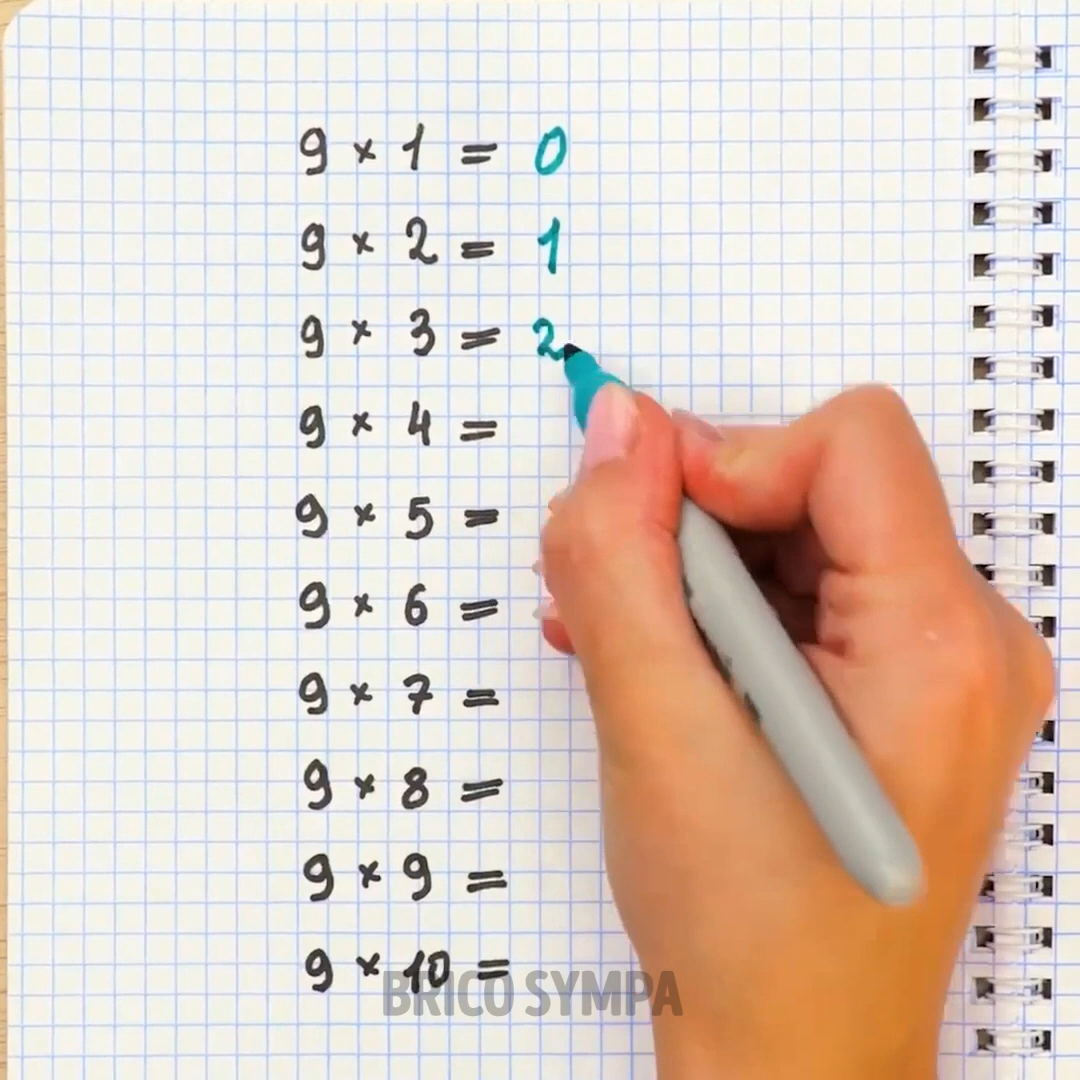 9 × 1 = 0
9 × 2 = 1
9 × 3 = 2
9 × 4 =
9 × 5 =
9 × 6 =
9 × 7 =
9 × 8 =
9 × 9 =
9 × 10 =
BRICO SYMPA